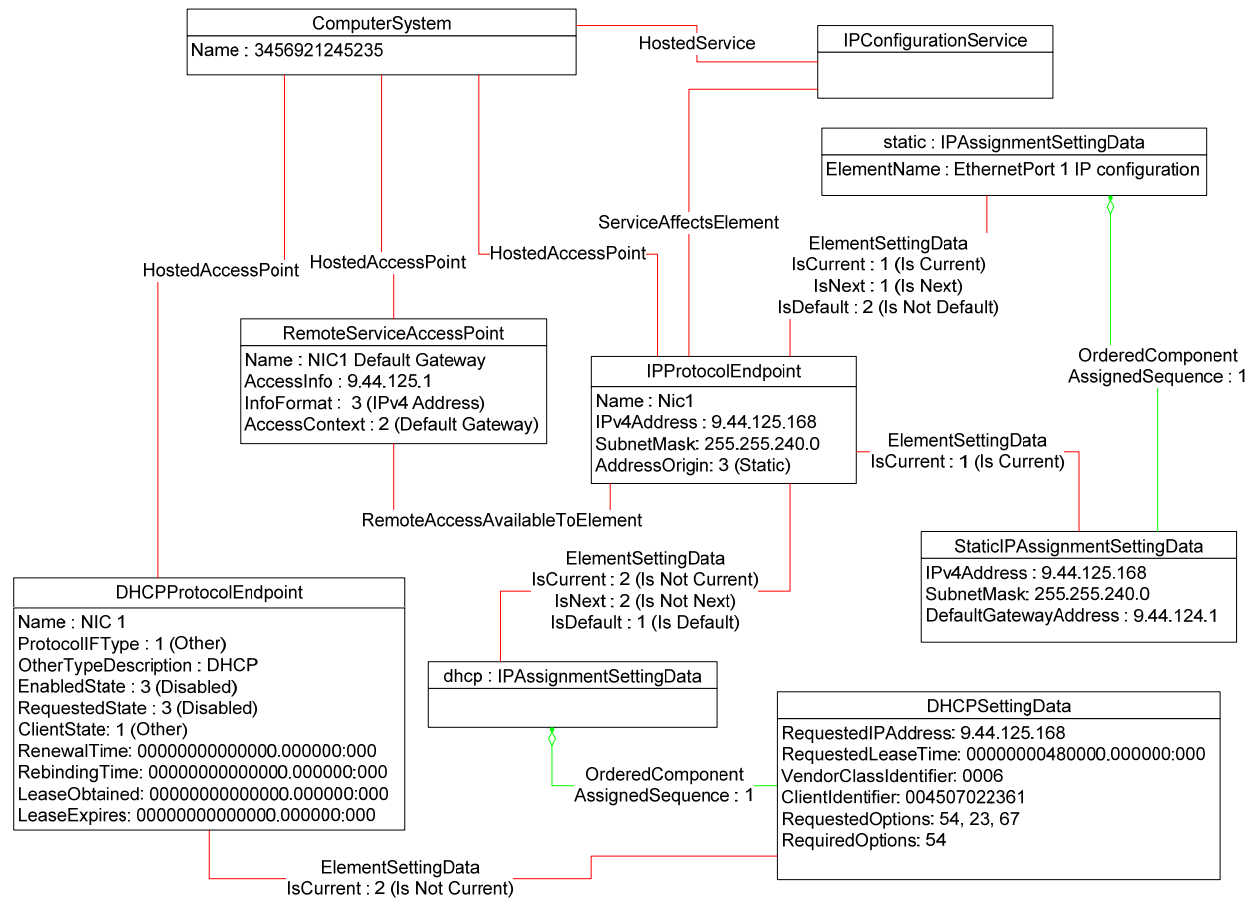 ComputerSystem
Name : 3456921245235
HostedService
IPConfigurationService
static : IPAssignmentSettingData
ElementName : EthernetPort 1 IP configuration
ServiceAffectsElement
ElementSettingData
IsCurrent : 1 (Is Current)
IsNext : 1 (Is Next)
IsDefault : 2 (Is Not Default)
HostedAccessPoint
HostedAccessPoint
HostedAccessPoint
RemoteServiceAccessPoint
Name : NIC1 Default Gateway
AccessInfo : 9.44.125.1
InfoFormat : 3 (IPv4 Address)
AccessContext : 2 (Default Gateway)
IPProtocolEndpoint
Name : Nic1
IPv4Address : 9.44.125.168
SubnetMask: 255.255.240.0
AddressOrigin: 3 (Static)
OrderedComponent
AssignedSequence : 1
ElementSettingData
IsCurrent : 1 (Is Current)
RemoteAccessAvailableToElement
StaticIPAssignmentSettingData
IPv4Address : 9.44.125.168
SubnetMask: 255.255.240.0
DefaultGatewayAddress : 9.44.124.1
ElementSettingData
IsCurrent : 2 (Is Not Current)
IsNext : 2 (Is Not Next)
IsDefault : 1 (Is Default)
DHCPProtocolEndpoint
Name : NIC 1
ProtocolIFType : 1 (Other)
OtherTypeDescription : DHCP
EnabledState : 3 (Disabled)
RequestedState : 3 (Disabled)
ClientState: 1 (Other)
RenewalTime: 00000000000000.000000:000
RebindingTime: 00000000000000.000000:000
LeaseObtained: 00000000000000.000000:000
LeaseExpires: 00000000000000.000000:000
dhcp : IPAssignmentSettingData
OrderedComponent
AssignedSequence : 1
DHCPSettingData
RequestedIPAddress: 9.44.125.168
RequestedLeaseTime: 00000000480000.000000:000
VendorClassIdentifier: 0006
ClientIdentifier: 004507022361
RequestedOptions: 54, 23, 67
RequiredOptions: 54
ElementSettingData
IsCurrent : 2 (Is Not Current)